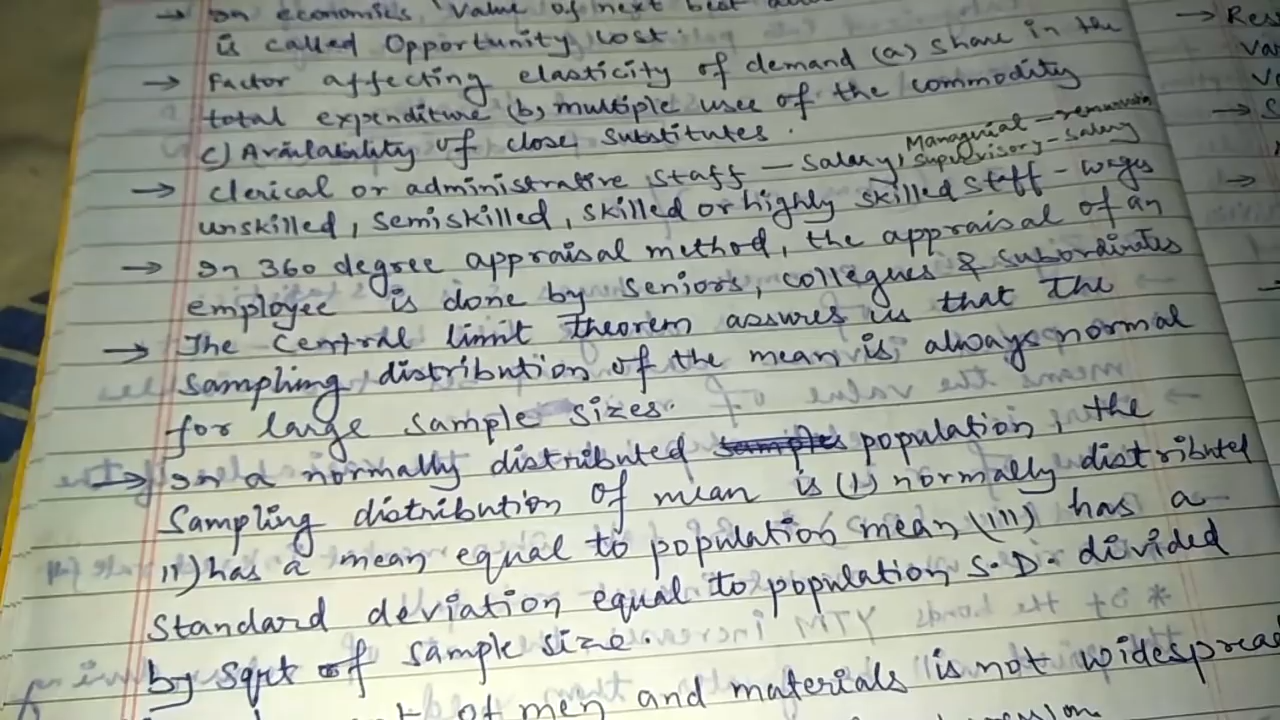 → In economics, value of next best
is called Opportunity cost.
→ Factor affecting elasticity of demand (a) share in the
total expenditure (b) multiple uses of the commodity
c) Availability of close substitutes.
Managerial - remuneration
→ clerical or administrative staff - Salary, supervisory - salary
unskilled, semiskilled, skilled or highly skilled staff - wages
→ In 360 degree appraisal method, the appraisal of an
employee is done by seniors, collegues & subordinates
→ The central limit theorem assures us that the
sampling distribution of the mean is always normal
for large sample sizes.
→ In a normally distributed population, the
Sampling distribution of mean is (i) normally distributed
ii) has a mean equal to population mean, (iii) has a
standard deviation equal to population S.D. divided
by sqrt of sample size.
of men and materials is not widespread
→ Res
Va
V
→ S
→